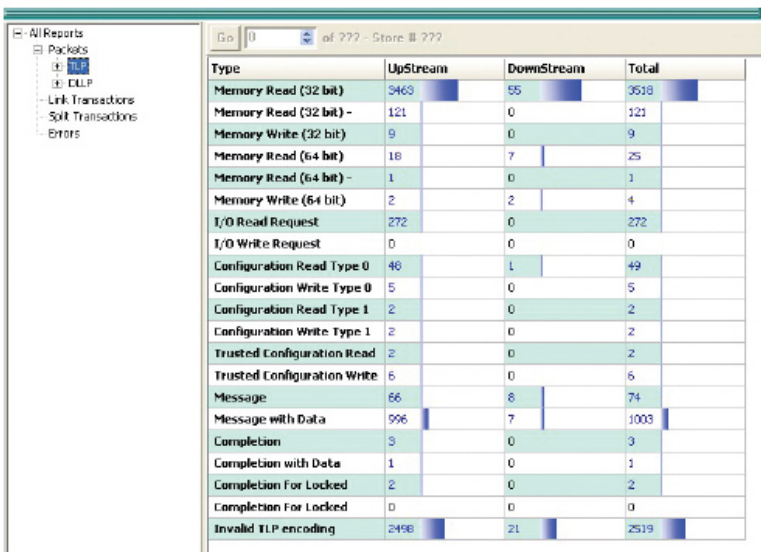 All Reports
Packets
TLP
DLLP
Link Transactions
Split Transactions
Errors
Go 0 of ??? - Store # ???
Type UpStream DownStream Total
Memory Read (32 bit) 3463 55 3518
Memory Read (32 bit) - 121 0 121
Memory Write (32 bit) 9 0 9
Memory Read (64 bit) 18 7 25
Memory Read (64 bit) - 1 0 1
Memory Write (64 bit) 2 2 4
I/O Read Request 272 0 272
I/O Write Request 0 0 0
Configuration Read Type 0 48 1 49
Configuration Write Type 0 5 0 5
Configuration Read Type 1 2 0 2
Configuration Write Type 1 2 0 2
Trusted Configuration Read 2 0 2
Trusted Configuration Write 6 0 6
Message 66 8 74
Message with Data 996 7 1003
Completion 3 0 3
Completion with Data 1 0 1
Completion For Locked 2 0 2
Completion For Locked 0 0 0
Invalid TLP encoding 2498 21 2519